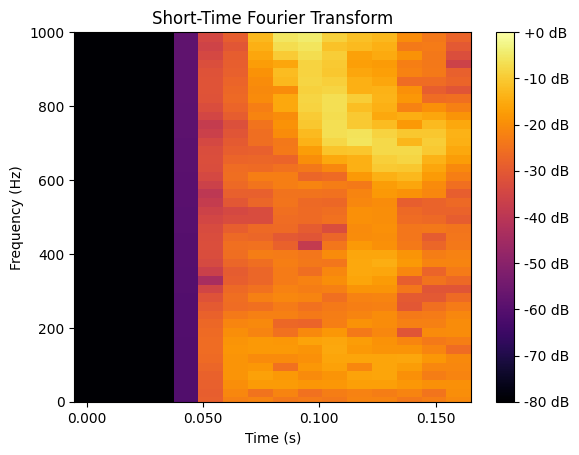 Short-Time Fourier Transform
Frequency (Hz)
1000
800
600
400
200
0
0.000
0.050
0.100
0.150
Time (s)
+0 dB
-10 dB
-20 dB
-30 dB
-40 dB
-50 dB
-60 dB
-70 dB
-80 dB